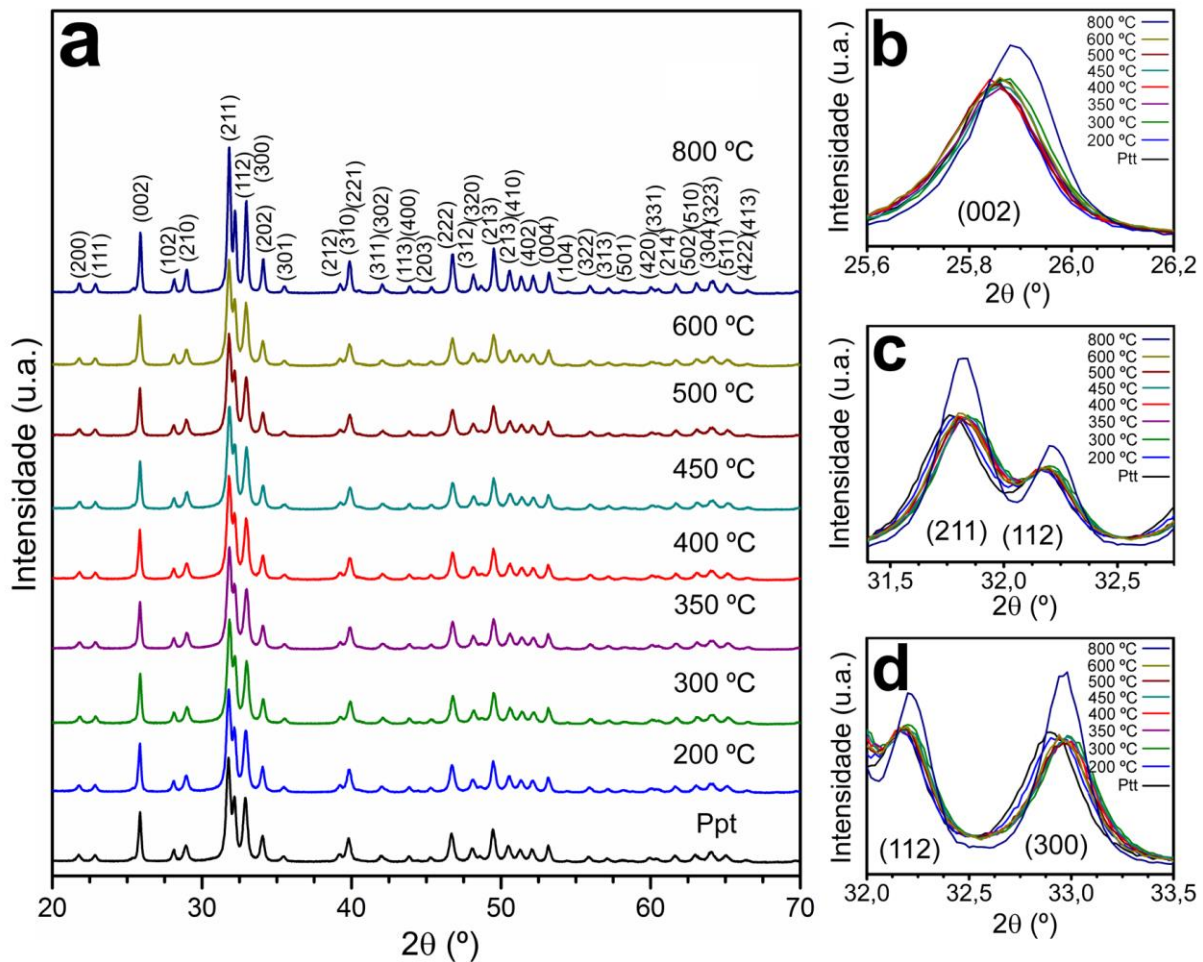 a
Intensidade (u.a.)
(200)
(111)
(002)
(102)
(210)
(211)
(112)
(300)
(202)
(301)
(212)
(310)
(221)
(311)
(302)
(113)
(400)
(203)
(222)
(312)
(320)
(213)
(213)
(410)
(402)
(004)
(104)
(322)
(313)
(501)
(420)
(331)
(214)
(502)
(510)
(304)
(323)
(511)
(422)
(413)
800 ºC
600 ºC
500 ºC
450 ºC
400 ºC
350 ºC
300 ºC
200 ºC
Ppt
20 30 40 50 60 70
2θ (º)
b
Intensidade (u.a.)
800 ºC
600 ºC
500 ºC
450 ºC
400 ºC
350 ºC
300 ºC
200 ºC
Ptt
(002)
25,6 25,8 26,0 26,2
2θ (º)
c
Intensidade (u.a.)
800 ºC
600 ºC
500 ºC
450 ºC
400 ºC
350 ºC
300 ºC
200 ºC
Ptt
(211) (112)
31,5 32,0 32,5
2θ (º)
d
Intensidade (u.a.)
800 ºC
600 ºC
500 ºC
450 ºC
400 ºC
350 ºC
300 ºC
200 ºC
Ptt
(112) (300)
32,0 32,5 33,0 33,5
2θ (º)